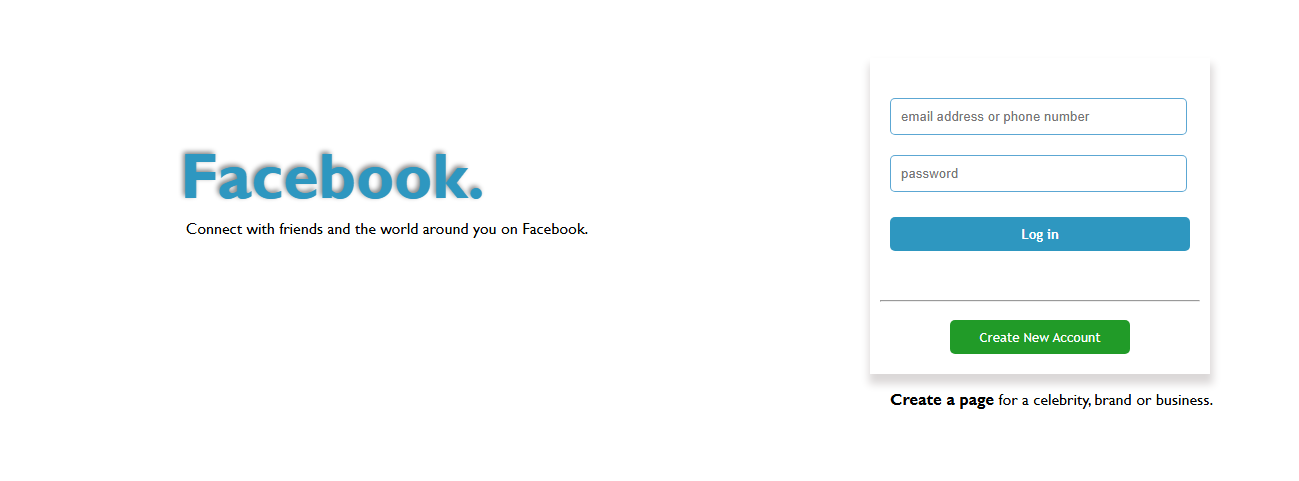 Facebook.
Connect with friends and the world around you on Facebook.
email address or phone number
password
Log in
Create New Account
Create a page for a celebrity, brand or business.